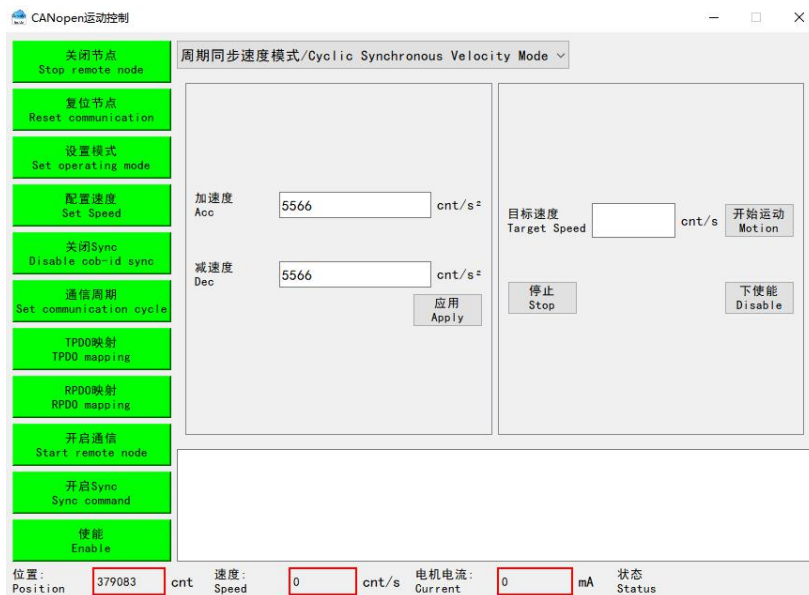 CANopen运动控制
关闭节点
Stop remote node
周期同步速度模式/Cyclic Synchronous Velocity Mode
复位节点
Reset communication
设置模式
Set operating mode
配置速度
Set Speed
关闭Sync
Disable cob-id sync
通信周期
Set communication cycle
TPDO映射
TPDO mapping
RPDO映射
RPDO mapping
开启通信
Start remote node
开启Sync
Sync command
使能
Enable
加速度
Acc
5566
cnt/s²
减速度
Dec
5566
cnt/s²
应用
Apply
目标速度
Target Speed
cnt/s
开始运动
Motion
停止
Stop
下使能
Disable
位置:
Position
379083
cnt
速度:
Speed
0
cnt/s
电机电流:
Current
0
mA
状态
Status